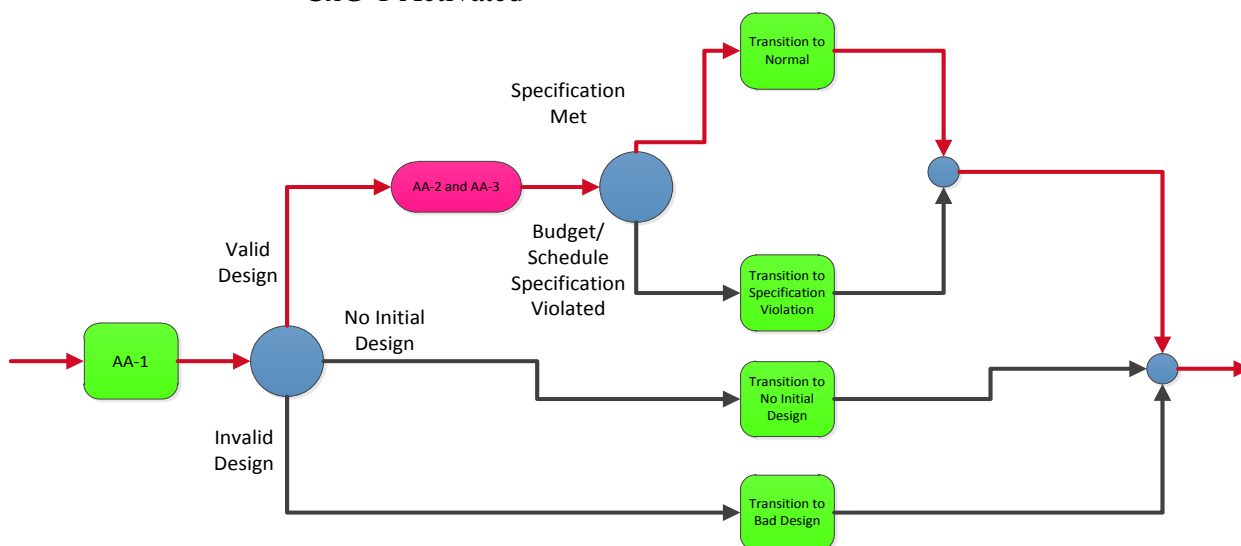 Transition to
Normal
Specification
Met
AA-2 and AA-3
Budget/
Schedule
Specification
Violated
Valid
Design
Transition to
Specification
Violation
No Initial
Design
AA-1
Transition to
No Initial
Design
Invalid
Design
Transition to
Bad Design